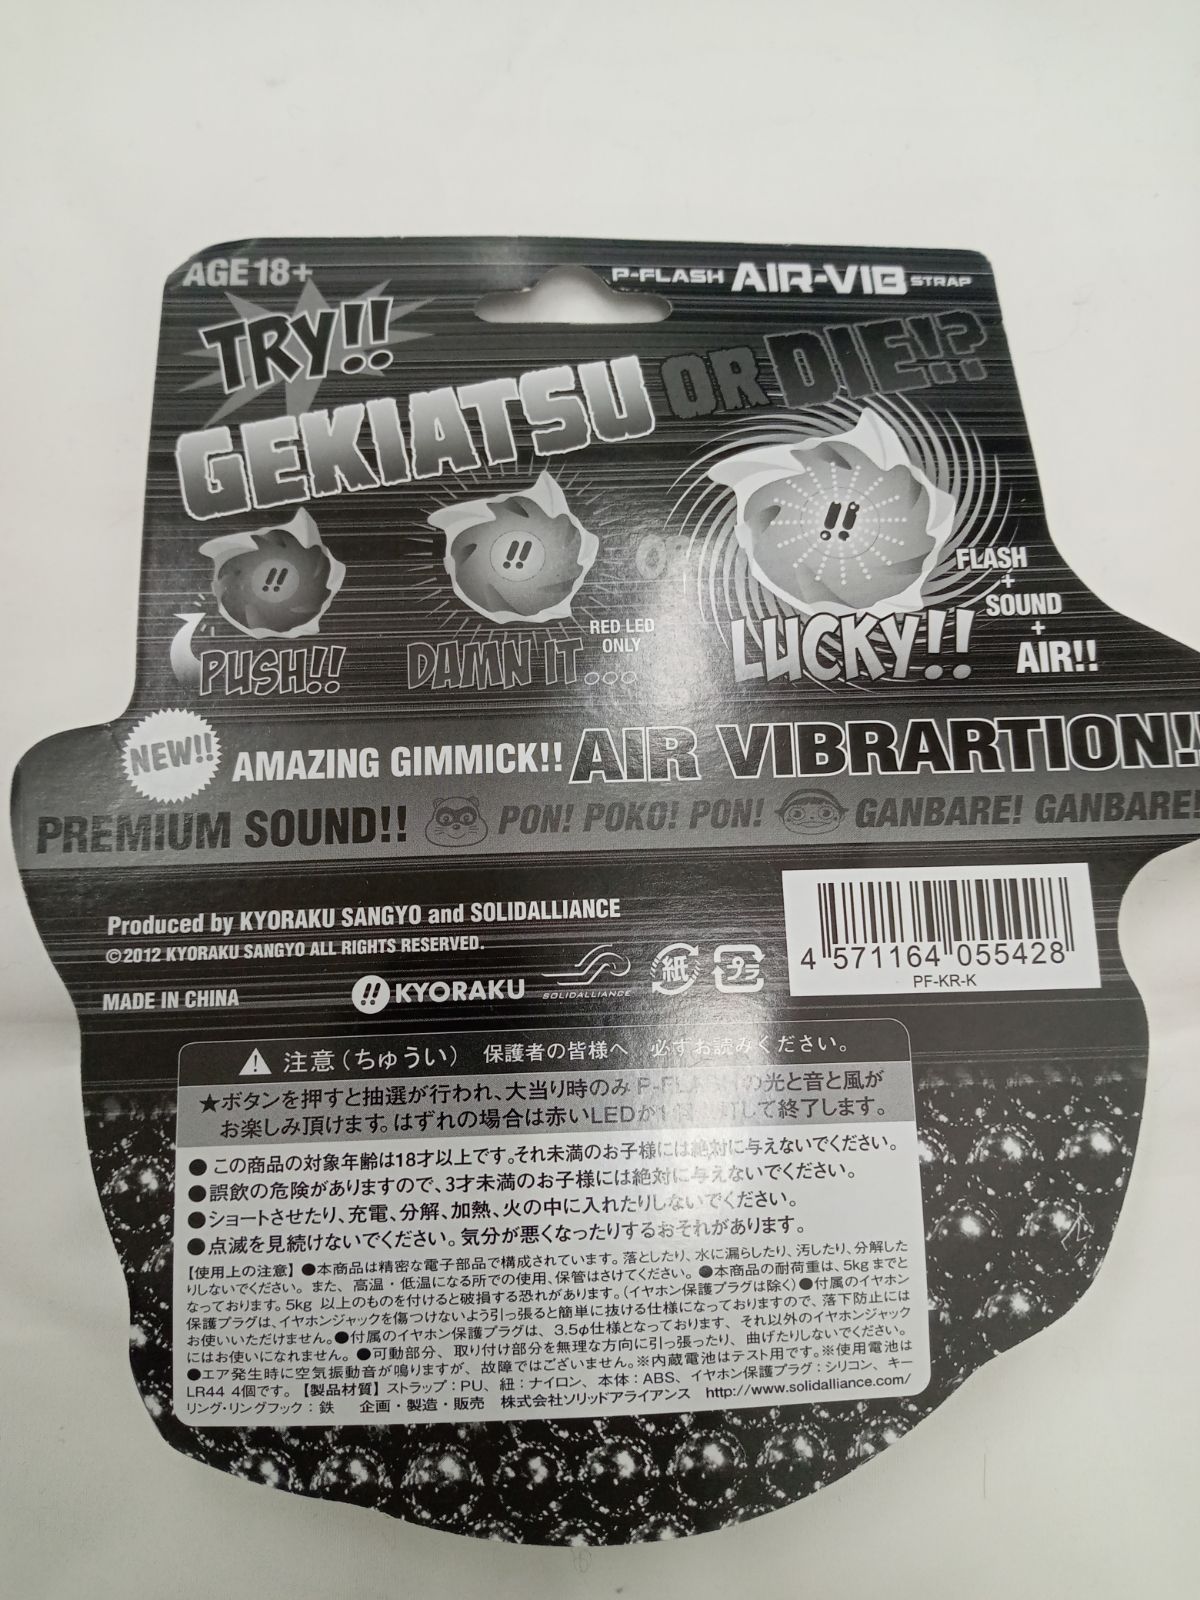 AGE 18+
P-FLASH AIR-VIB STRAP
TRY!!
GEKIATSU OR DIE!?
!!
!!
!!
OR
FLASH
+
SOUND
+
AIR!!
RED LED
ONLY
PUSH!!
DAMN IT...
LUCKY!!
NEW!!
AMAZING GIMMICK!! AIR VIBRARTION!!
PREMIUM SOUND!! PON! POKO! PON! GANBARE! GANBARE!
Produced by KYORAKU SANGYO and SOLIDALLIANCE
©2012 KYORAKU SANGYO ALL RIGHTS RESERVED.
MADE IN CHINA
!! KYORAKU
SOLIDALLIANCE
紙
プラ
4 571164 055428
PF-KR-K
注意（ちゅうい） 保護者の皆様へ 必ずお読みください。
★ボタンを押すと抽選が行われ、大当り時のみ P-FLASHの光と音と風が
お楽しみ頂けます。はずれの場合は赤いLEDが1回 灯して終了します。
●この商品の対象年齢は18才以上です。それ未満のお子様には絶対に与えないでください。
●誤飲の危険がありますので、3才未満のお子様には絶対に与えないでください。
●ショートさせたり、充電、分解、加熱、火の中に入れたりしないでください。
●点滅を見続けないでください。気分が悪くなったりするおそれがあります。
【使用上の注意】●本商品は精密な電子部品で構成されています。落としたり、水に漏らしたり、汚したり、分解した
りしないでください。また、高温・低温になる所での使用、保管はさけてください。●本商品の耐荷重は、5kgまでと
なっております。5kg 以上のものを付けると破損する恐れがあります。（イヤホン保護プラグは除く）●付属のイヤホン
保護プラグは、イヤホンジャックを傷つけないよう引っ張ると簡単に抜ける仕様になっておりますので、落下防止には
お使いいただけません。●付属のイヤホン保護プラグは、3.5φ仕様となっております、それ以外のイヤホンジャック
にはお使いになれません。●可動部分、取り付け部分を無理な方向に引っ張ったり、曲げたりしないでください。
●エア発生時に空気振動音が鳴りますが、故障ではございません。※内蔵電池はテスト用です。※使用電池は
LR44 4個です。【製品材質】ストラップ：PU、紐：ナイロン、本体：ABS、イヤホン保護プラグ：シリコン、キー
リング・リングフック：鉄 企画・製造・販売 株式会社ソリッドアライアンス http://www.solidalliance.com/